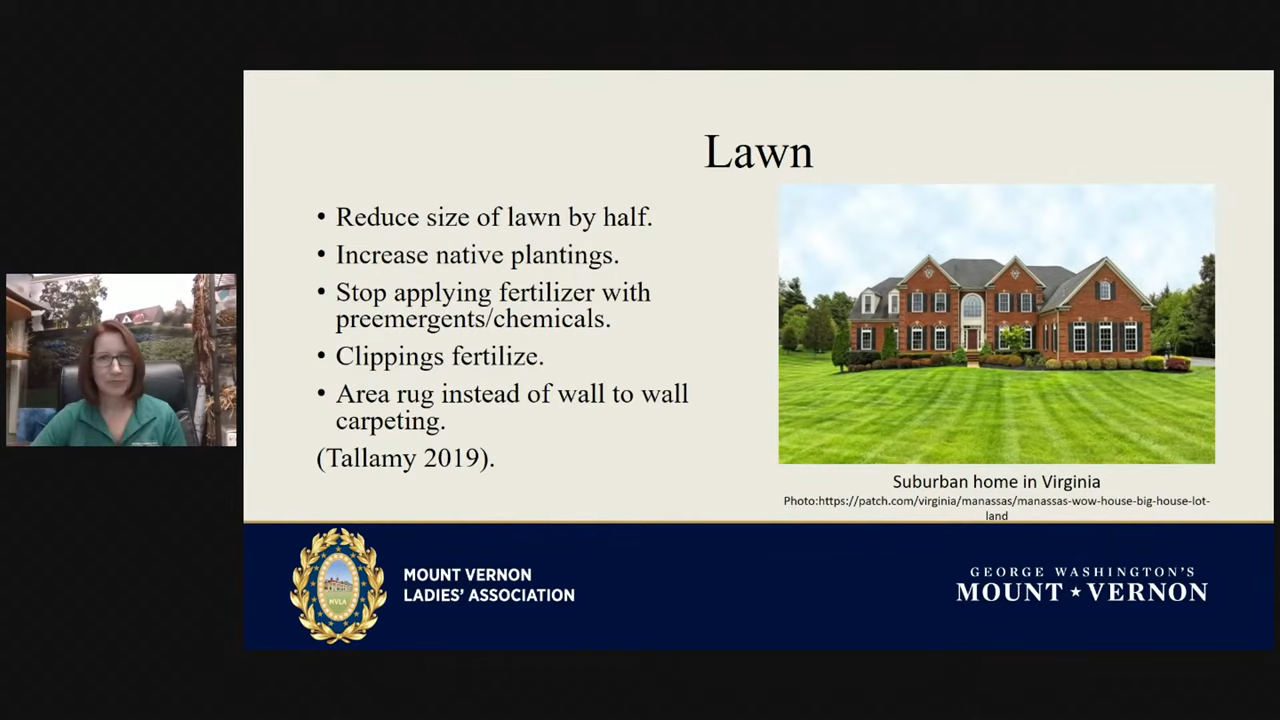 Lawn
• Reduce size of lawn by half.
• Increase native plantings.
• Stop applying fertilizer with
preemergents/chemicals.
• Clippings fertilize.
• Area rug instead of wall to wall
carpeting.
(Tallamy 2019).
Suburban home in Virginia
Photo:https://patch.com/virginia/manassas/manassas-wow-house-big-house-lot-
land
MVLA
MOUNT VERNON
LADIES' ASSOCIATION
GEORGE WASHINGTON'S
MOUNT ★ VERNON